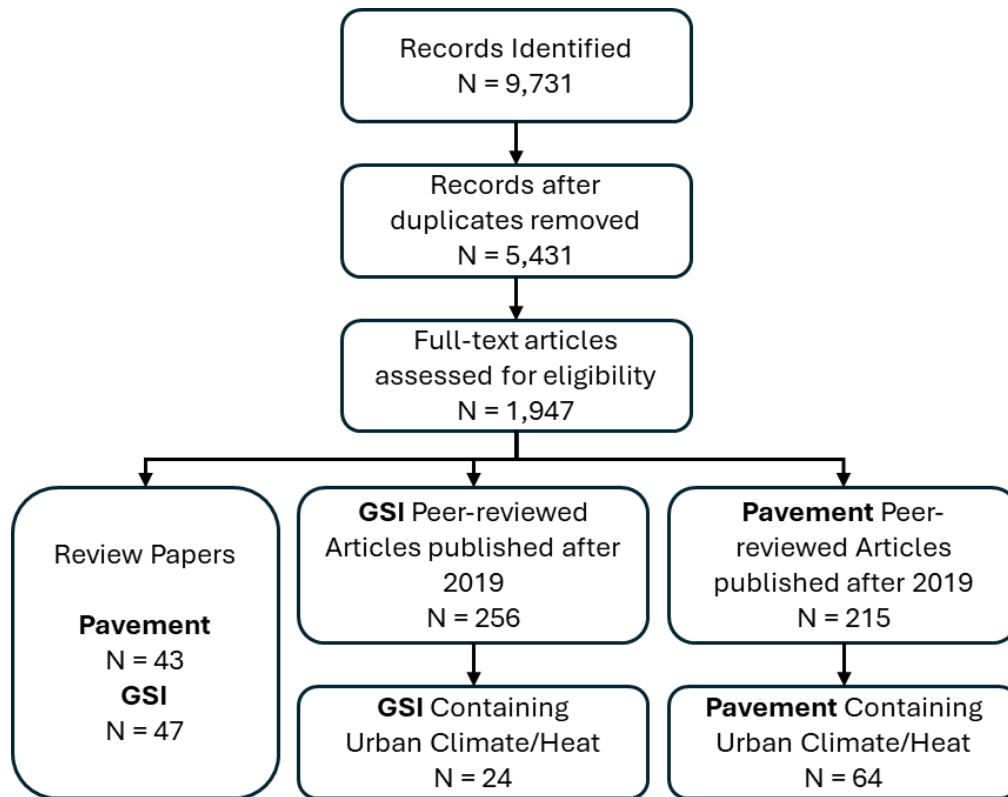 Records Identified
N = 9,731
Records after
duplicates removed
N = 5,431
Full-text articles
assessed for eligibility
N = 1,947
Review Papers
Pavement
N = 43
GSI
N = 47
GSI Peer-reviewed
Articles published after
2019
N = 256
Pavement Peer-
reviewed Articles
published after 2019
N = 215
GSI Containing
Urban Climate/Heat
N = 24
Pavement Containing
Urban Climate/Heat
N = 64